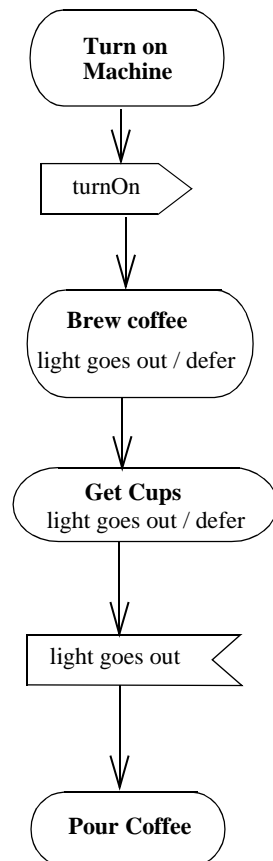 Turn on
Machine
turnOn
Brew coffee
light goes out / defer
Get Cups
light goes out / defer
light goes out
Pour Coffee